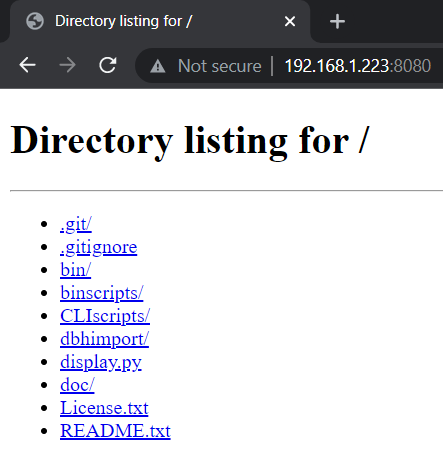 Directory listing for /
Not secure | 192.168.1.223:8080
Directory listing for /
.git/
.gitignore
bin/
binscripts/
CLIscripts/
dbhimport/
display.py
doc/
License.txt
README.txt